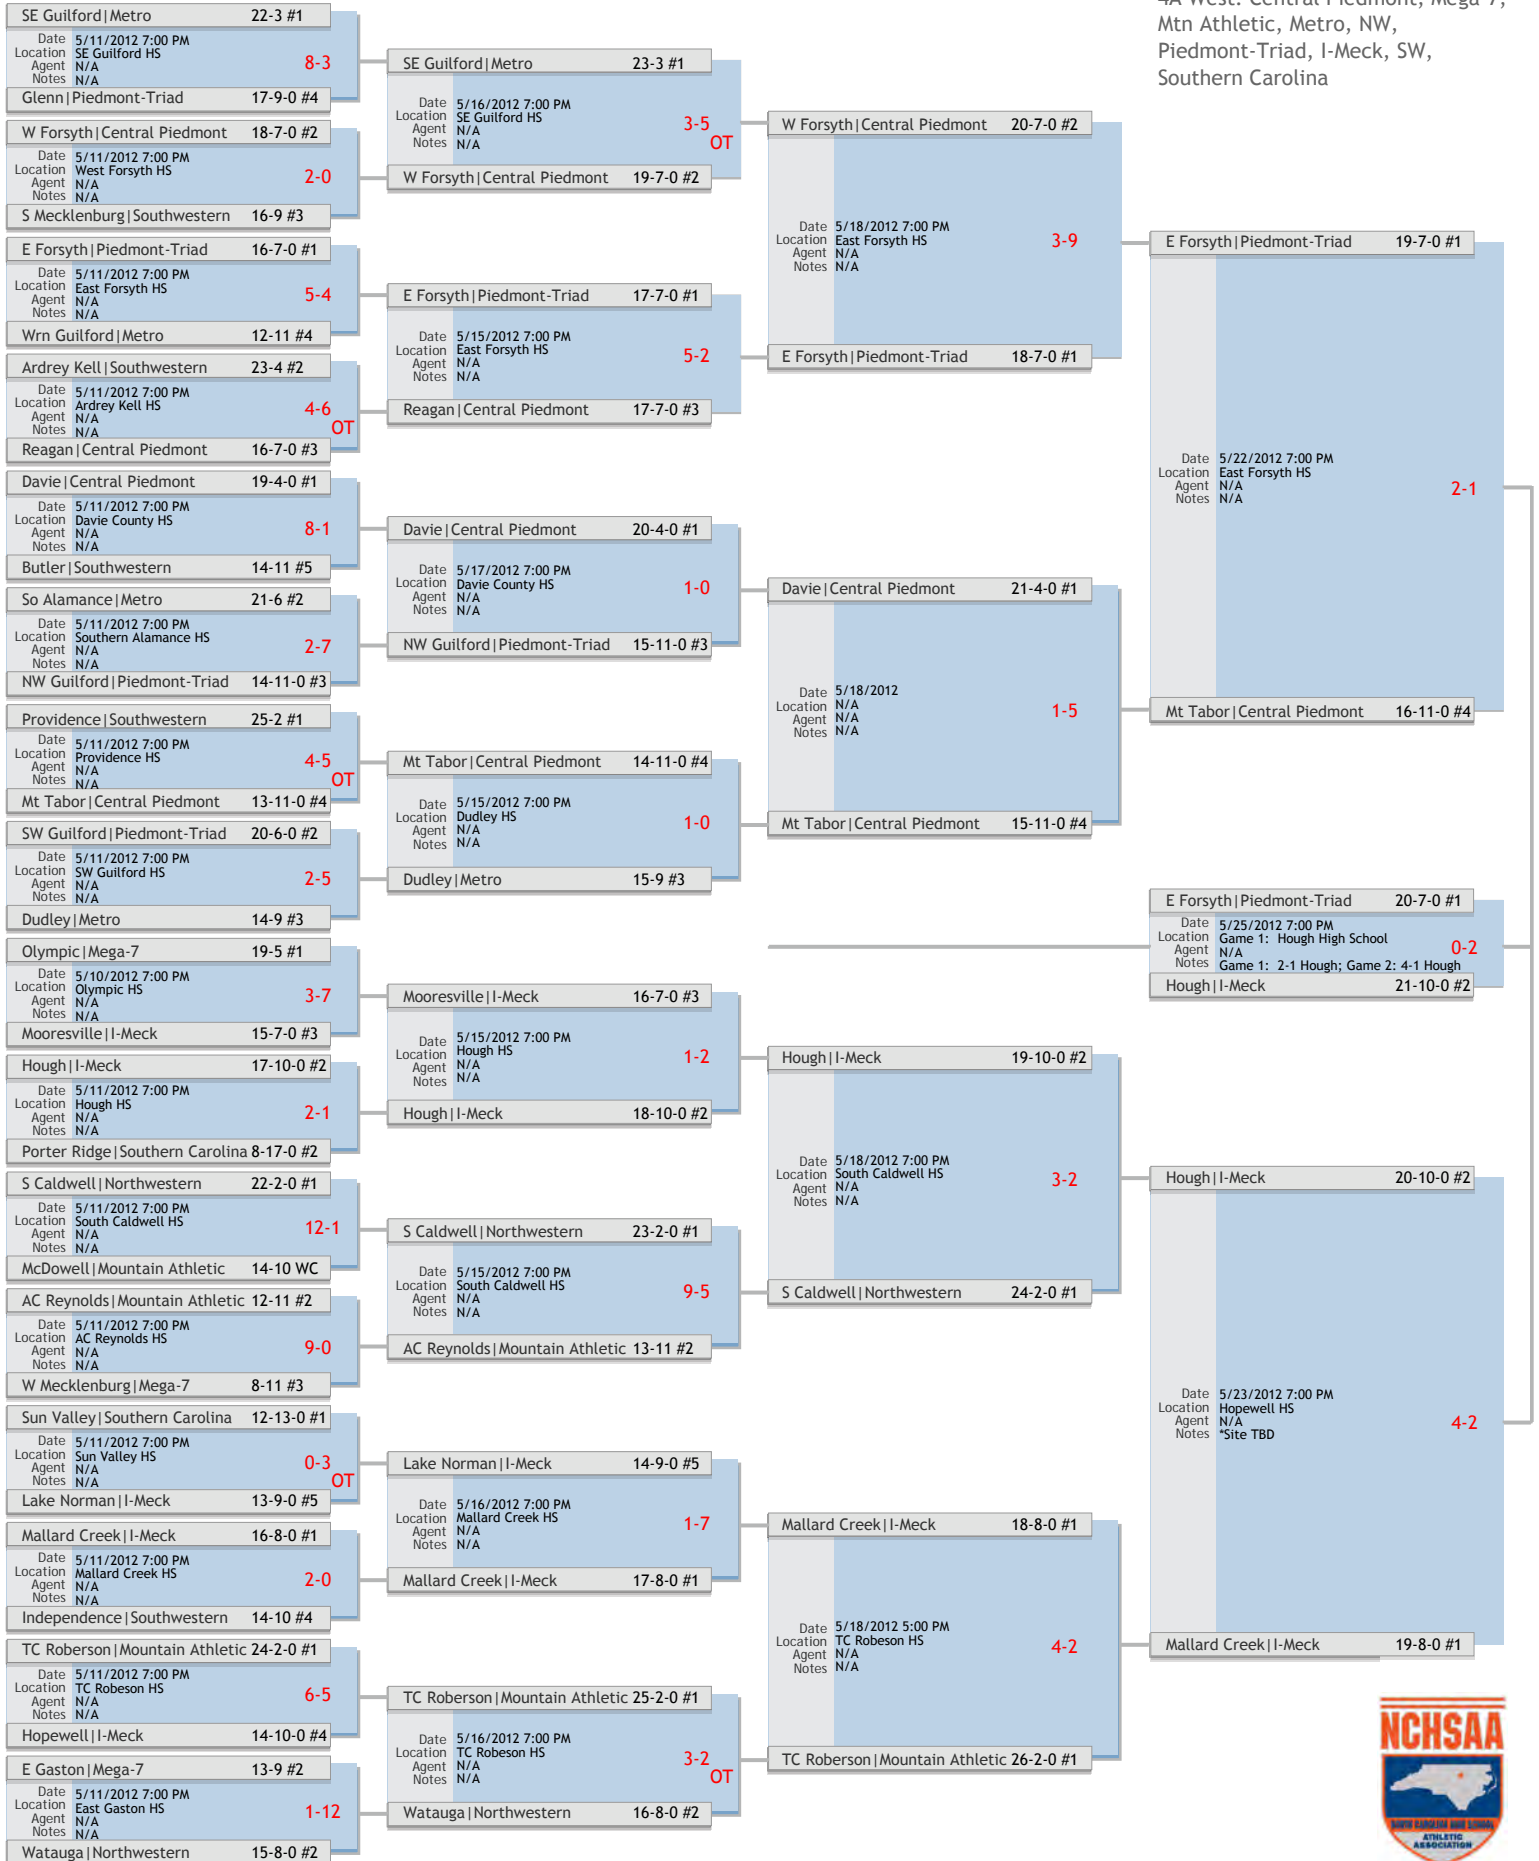 4A West: Central Piedmont, Mega-7,
Mtn Athletic, Metro, NW,
Piedmont-Triad, I-Meck, SW,
Southern Carolina
SE Guilford|Metro 22-3 #1
Date 5/11/2012 7:00 PM
Location SE Guilford HS
Agent N/A
Notes N/A
8-3
Glenn|Piedmont-Triad 17-9-0 #4
W Forsyth|Central Piedmont 18-7-0 #2
Date 5/11/2012 7:00 PM
Location West Forsyth HS
Agent N/A
Notes N/A
2-0
S Mecklenburg|Southwestern 16-9 #3
E Forsyth|Piedmont-Triad 16-7-0 #1
Date 5/11/2012 7:00 PM
Location East Forsyth HS
Agent N/A
Notes N/A
5-4
Wrn Guilford|Metro 12-11 #4
Ardrey Kell|Southwestern 23-4 #2
Date 5/11/2012 7:00 PM
Location Ardrey Kell HS
Agent N/A
Notes N/A
4-6
OT
Reagan|Central Piedmont 16-7-0 #3
Davie|Central Piedmont 19-4-0 #1
Date 5/11/2012 7:00 PM
Location Davie County HS
Agent N/A
Notes N/A
8-1
Butler|Southwestern 14-11 #5
So Alamance|Metro 21-6 #2
Date 5/11/2012 7:00 PM
Location Southern Alamance HS
Agent N/A
Notes N/A
2-7
NW Guilford|Piedmont-Triad 14-11-0 #3
Providence|Southwestern 25-2 #1
Date 5/11/2012 7:00 PM
Location Providence HS
Agent N/A
Notes N/A
4-5
OT
Mt Tabor|Central Piedmont 13-11-0 #4
SW Guilford|Piedmont-Triad 20-6-0 #2
Date 5/11/2012 7:00 PM
Location SW Guilford HS
Agent N/A
Notes N/A
2-5
Dudley|Metro 14-9 #3
Olympic|Mega-7 19-5 #1
Date 5/10/2012 7:00 PM
Location Olympic HS
Agent N/A
Notes N/A
3-7
Mooresville|I-Meck 15-7-0 #3
Hough|I-Meck 17-10-0 #2
Date 5/11/2012 7:00 PM
Location Hough HS
Agent N/A
Notes N/A
2-1
Porter Ridge|Southern Carolina 8-17-0 #2
S Caldwell|Northwestern 22-2-0 #1
Date 5/11/2012 7:00 PM
Location South Caldwell HS
Agent N/A
Notes N/A
12-1
McDowell|Mountain Athletic 14-10 WC
AC Reynolds|Mountain Athletic 12-11 #2
Date 5/11/2012 7:00 PM
Location AC Reynolds HS
Agent N/A
Notes N/A
9-0
W Mecklenburg|Mega-7 8-11 #3
Sun Valley|Southern Carolina 12-13-0 #1
Date 5/11/2012 7:00 PM
Location Sun Valley HS
Agent N/A
Notes N/A
0-3
OT
Lake Norman|I-Meck 13-9-0 #5
Mallard Creek|I-Meck 16-8-0 #1
Date 5/11/2012 7:00 PM
Location Mallard Creek HS
Agent N/A
Notes N/A
2-0
Independence|Southwestern 14-10 #4
TC Roberson|Mountain Athletic 24-2-0 #1
Date 5/11/2012 7:00 PM
Location TC Robeson HS
Agent N/A
Notes N/A
6-5
Hopewell|I-Meck 14-10-0 #4
E Gaston|Mega-7 13-9 #2
Date 5/11/2012 7:00 PM
Location East Gaston HS
Agent N/A
Notes N/A
1-12
Watauga|Northwestern 15-8-0 #2
SE Guilford|Metro 23-3 #1
Date 5/16/2012 7:00 PM
Location SE Guilford HS
Agent N/A
Notes N/A
3-5
OT
W Forsyth|Central Piedmont 19-7-0 #2
E Forsyth|Piedmont-Triad 17-7-0 #1
Date 5/15/2012 7:00 PM
Location East Forsyth HS
Agent N/A
Notes N/A
5-2
Reagan|Central Piedmont 17-7-0 #3
Davie|Central Piedmont 20-4-0 #1
Date 5/17/2012 7:00 PM
Location Davie County HS
Agent N/A
Notes N/A
1-0
NW Guilford|Piedmont-Triad 15-11-0 #3
Mt Tabor|Central Piedmont 14-11-0 #4
Date 5/15/2012 7:00 PM
Location Dudley HS
Agent N/A
Notes N/A
1-0
Dudley|Metro 15-9 #3
Mooresville|I-Meck 16-7-0 #3
Date 5/15/2012 7:00 PM
Location Hough HS
Agent N/A
Notes N/A
1-2
Hough|I-Meck 18-10-0 #2
S Caldwell|Northwestern 23-2-0 #1
Date 5/15/2012 7:00 PM
Location South Caldwell HS
Agent N/A
Notes N/A
9-5
AC Reynolds|Mountain Athletic 13-11 #2
Lake Norman|I-Meck 14-9-0 #5
Date 5/16/2012 7:00 PM
Location Mallard Creek HS
Agent N/A
Notes N/A
1-7
Mallard Creek|I-Meck 17-8-0 #1
TC Roberson|Mountain Athletic 25-2-0 #1
Date 5/16/2012 7:00 PM
Location TC Robeson HS
Agent N/A
Notes N/A
3-2
OT
Watauga|Northwestern 16-8-0 #2
W Forsyth|Central Piedmont 20-7-0 #2
Date 5/18/2012 7:00 PM
Location East Forsyth HS
Agent N/A
Notes N/A
3-9
E Forsyth|Piedmont-Triad 18-7-0 #1
Davie|Central Piedmont 21-4-0 #1
Date 5/18/2012
Location N/A
Agent N/A
Notes N/A
1-5
Mt Tabor|Central Piedmont 15-11-0 #4
Hough|I-Meck 19-10-0 #2
Date 5/18/2012 7:00 PM
Location South Caldwell HS
Agent N/A
Notes N/A
3-2
S Caldwell|Northwestern 24-2-0 #1
Mallard Creek|I-Meck 18-8-0 #1
Date 5/18/2012 5:00 PM
Location TC Robeson HS
Agent N/A
Notes N/A
4-2
TC Roberson|Mountain Athletic 26-2-0 #1
E Forsyth|Piedmont-Triad 19-7-0 #1
Date 5/22/2012 7:00 PM
Location East Forsyth HS
Agent N/A
Notes N/A
2-1
Mt Tabor|Central Piedmont 16-11-0 #4
E Forsyth|Piedmont-Triad 20-7-0 #1
Date 5/25/2012 7:00 PM
Location Game 1: Hough High School
Agent N/A
Notes Game 1: 2-1 Hough; Game 2: 4-1 Hough
0-2
Hough|I-Meck 21-10-0 #2
Hough|I-Meck 20-10-0 #2
Date 5/23/2012 7:00 PM
Location Hopewell HS
Agent N/A
Notes *Site TBD
4-2
Mallard Creek|I-Meck 19-8-0 #1
NCHSAA
NORTH CAROLINA HIGH SCHOOL
ATHLETIC
ASSOCIATION